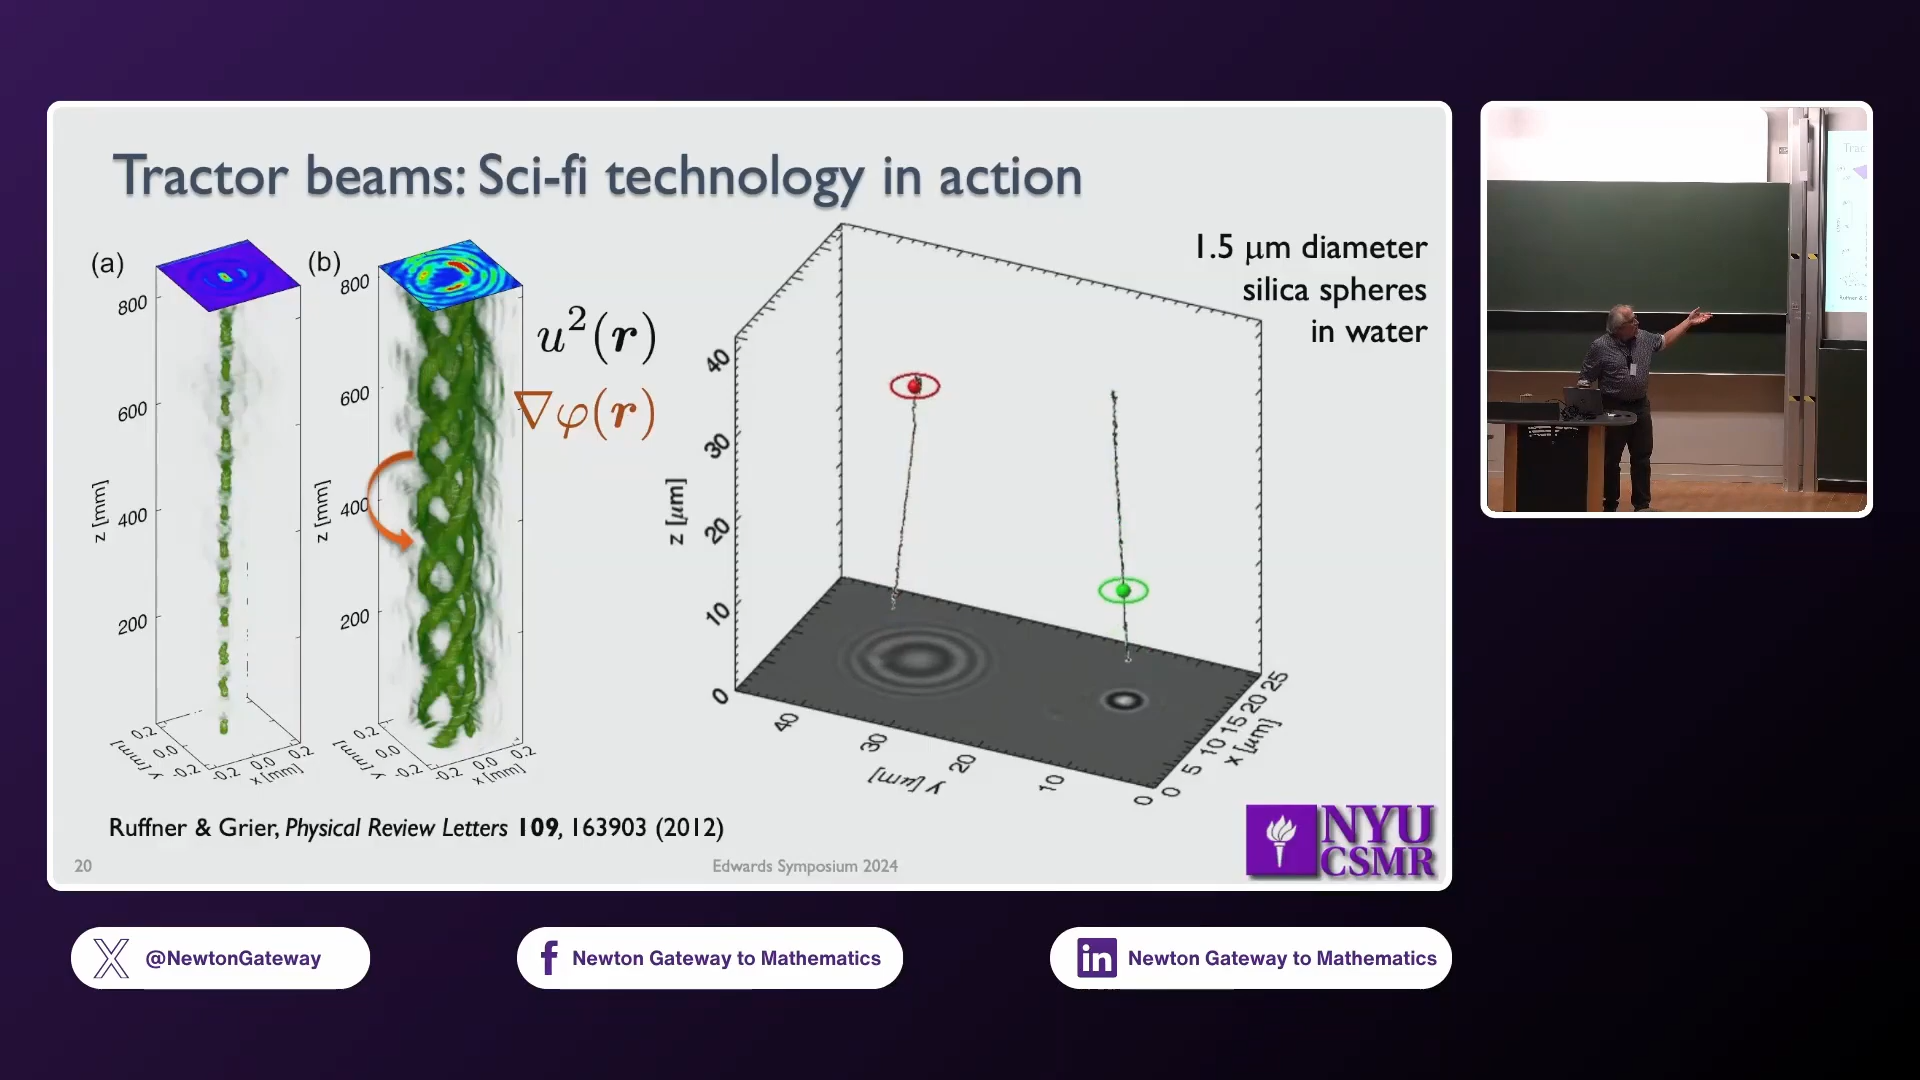 Tractor beams: Sci-fi technology in action
(a)
800
600
400
200
z [mm]
0.2
0.0
-0.2
y [mm]
-0.2
0.0
0.2
x [mm]
(b)
800
600
400
200
z [mm]
0.2
0.0
-0.2
y [mm]
-0.2
0.0
0.2
x [mm]
u²(r)
∇φ(r)
1.5 μm diameter
silica spheres
in water
40
30
20
10
0
z [μm]
40
30
20
10
0
y [μm]
0
5
10
15
20
25
x [μm]
Ruffner & Grier, Physical Review Letters 109, 163903 (2012)
20
Edwards Symposium 2024
NYU
CSMR
@NewtonGateway
f Newton Gateway to Mathematics
in Newton Gateway to Mathematics